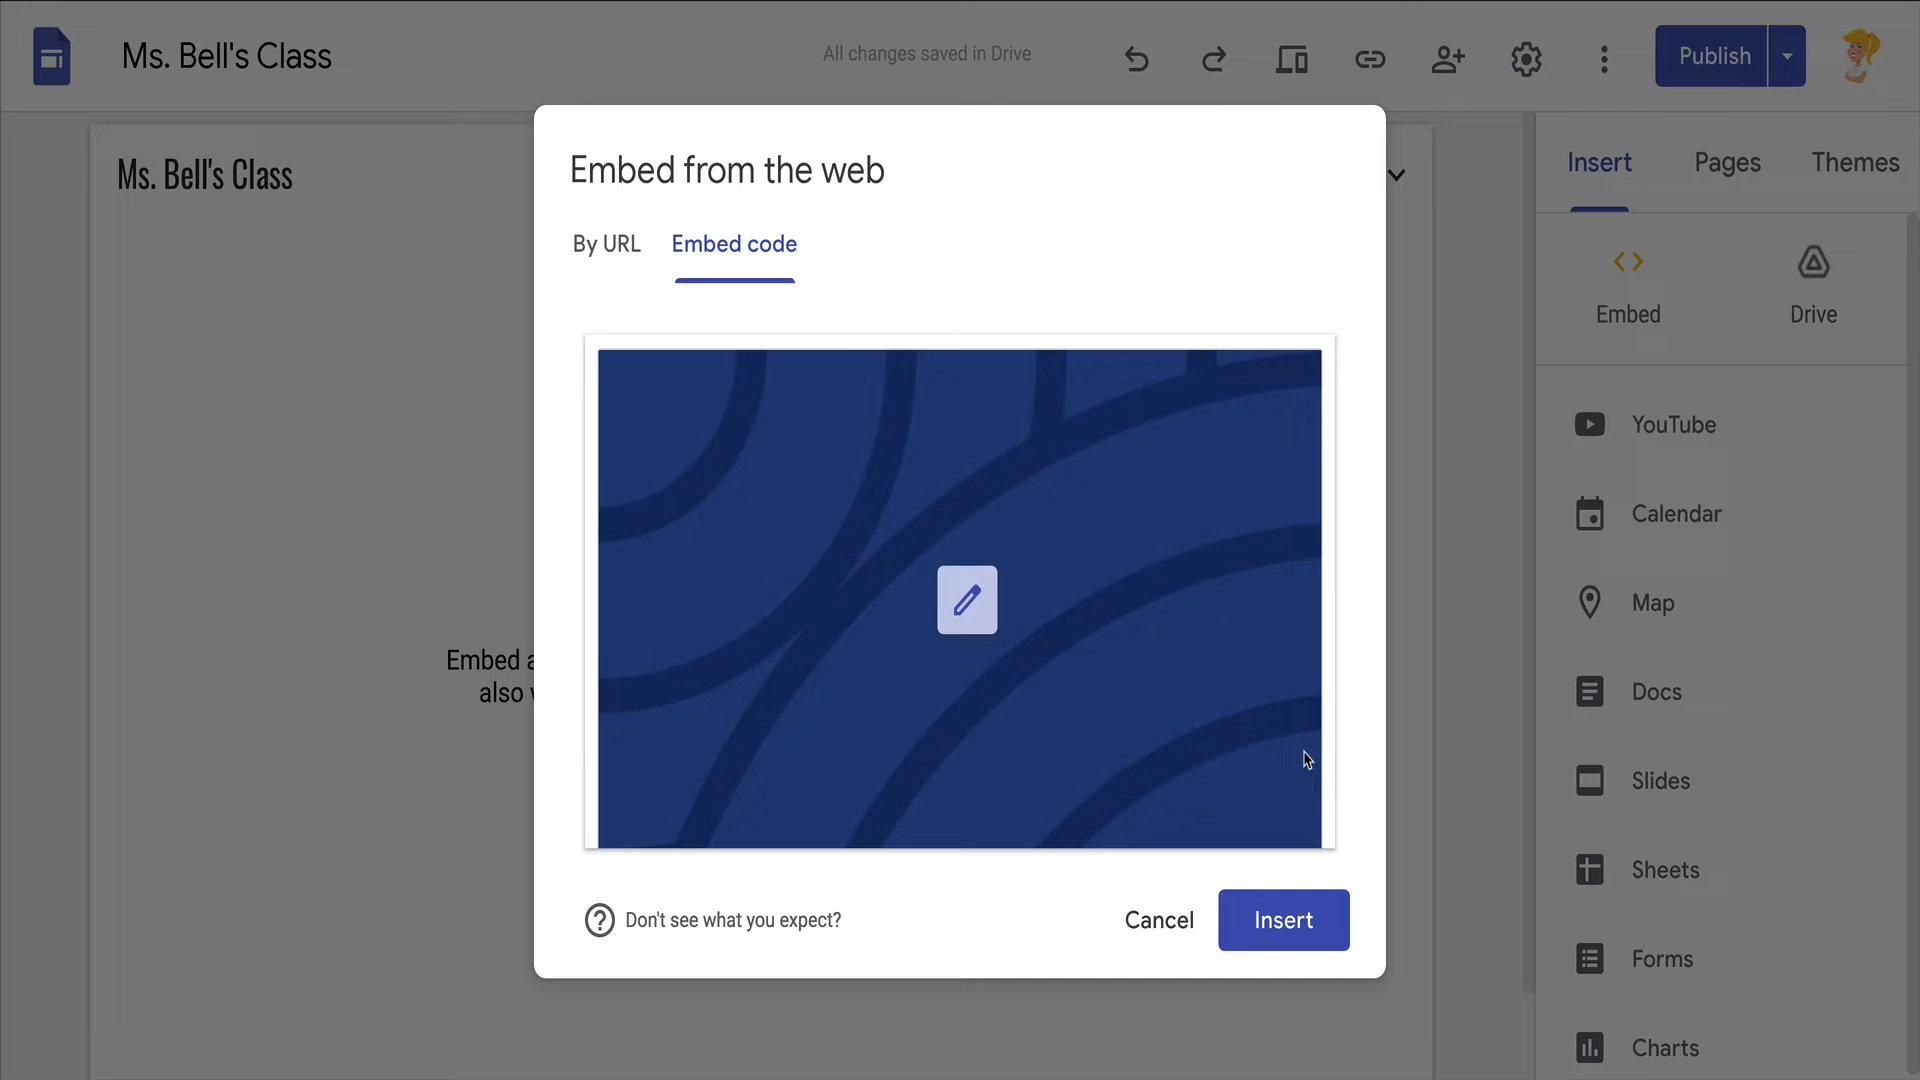 Ms. Bell's Class
All changes saved in Drive
Publish
Ms. Bell's Class
Insert
Pages
Themes
Embed from the web
By URL
Embed code
Embed
Drive
YouTube
Calendar
Map
Embed a
also
Docs
Slides
Sheets
Don't see what you expect?
Cancel
Insert
Forms
Charts